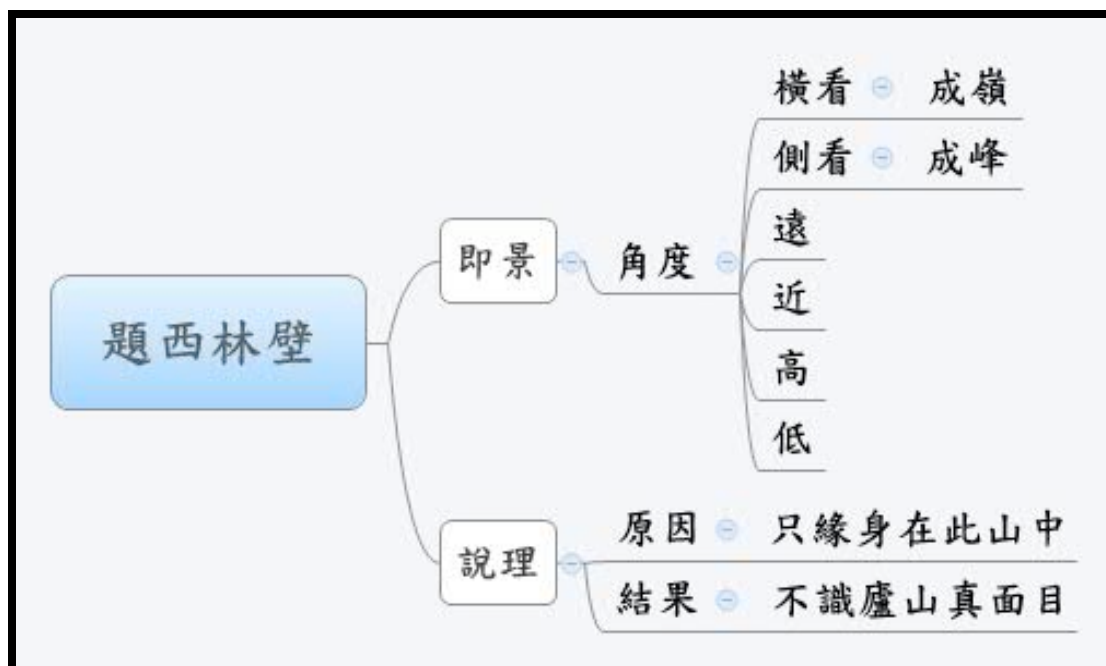 題西林壁
即景
角度
橫看 成嶺
側看 成峰
遠
近
高
低
說理
原因 只緣身在此山中
結果 不識廬山真面目